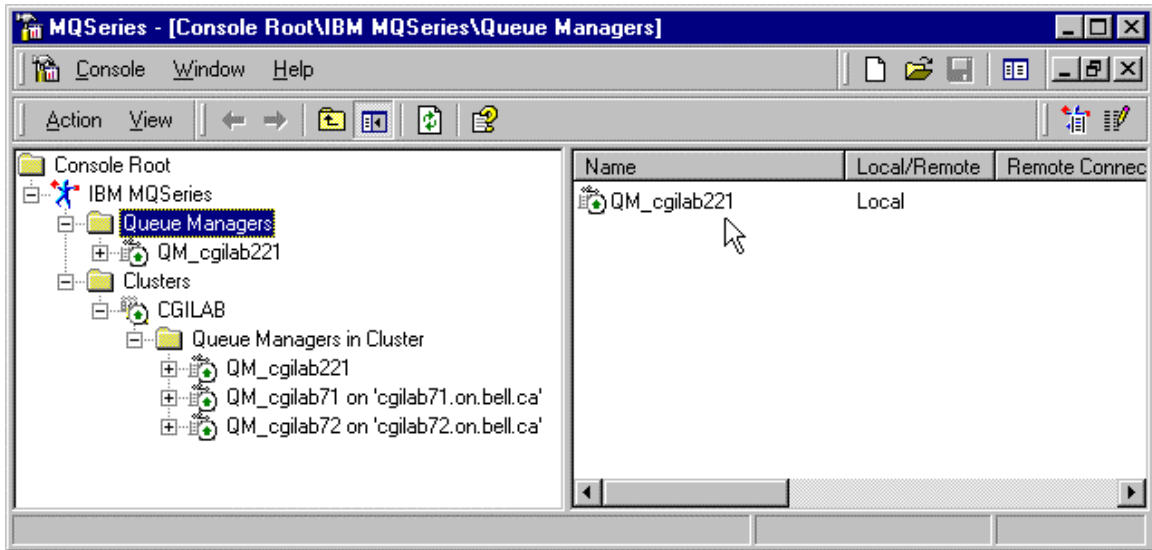 MQSeries - [Console Root\IBM MQSeries\Queue Managers]
Console Window Help
Action View
Console Root
IBM MQSeries
Queue Managers
QM_cgilab221
Clusters
CGILAB
Queue Managers in Cluster
QM_cgilab221
QM_cgilab71 on 'cgilab71.on.bell.ca'
QM_cgilab72 on 'cgilab72.on.bell.ca'
Name Local/Remote Remote Connec
QM_cgilab221 Local